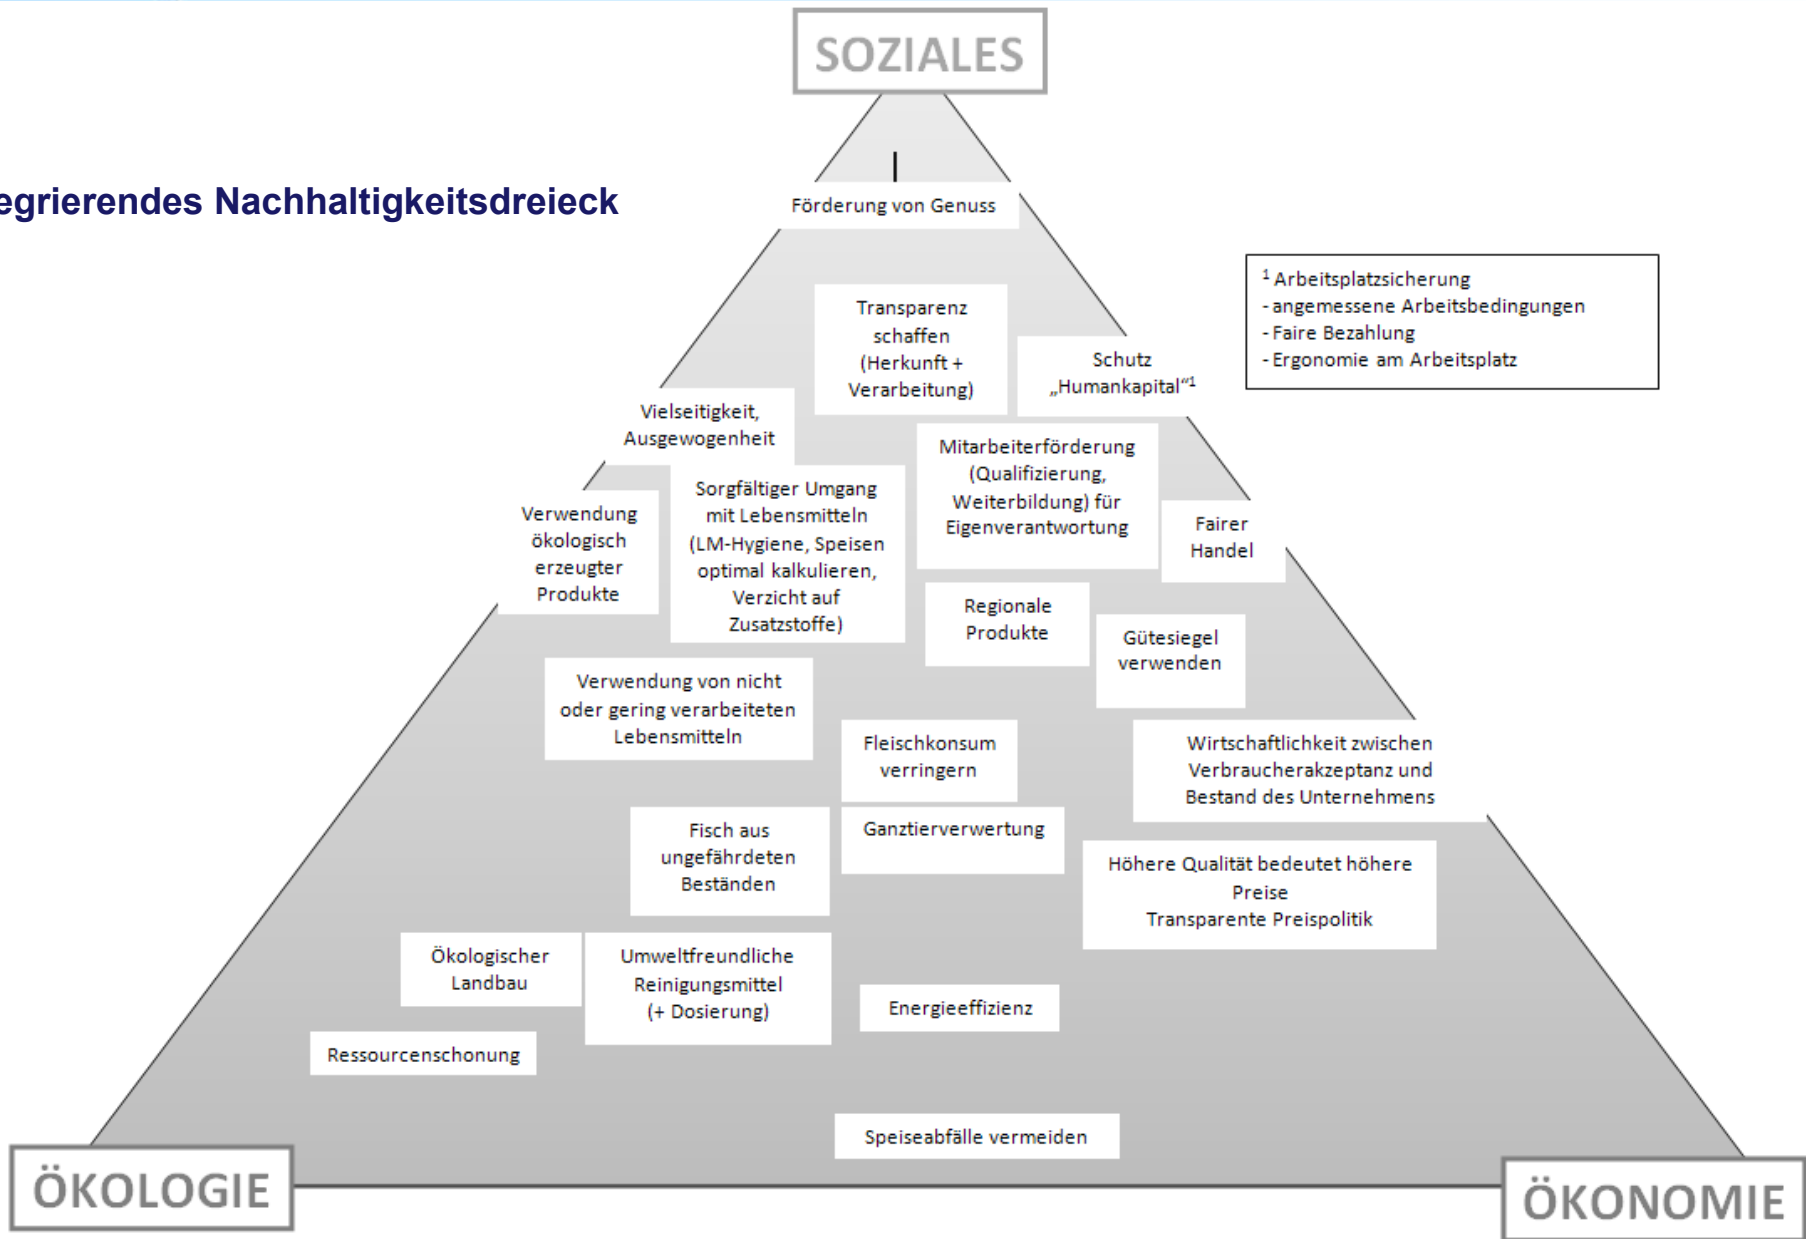 SOZIALES
egrierendes Nachhaltigkeitsdreieck
Förderung von Genuss
¹ Arbeitsplatzsicherung
- angemessene Arbeitsbedingungen
- Faire Bezahlung
- Ergonomie am Arbeitsplatz
Transparenz
schaffen
(Herkunft +
Verarbeitung)
Schutz
„Humankapital“¹
Vielseitigkeit,
Ausgewogenheit
Mitarbeiterförderung
(Qualifizierung,
Weiterbildung) für
Eigenverantwortung
Sorgfältiger Umgang
mit Lebensmitteln
(LM-Hygiene, Speisen
optimal kalkulieren,
Verzicht auf
Zusatzstoffe)
Verwendung
ökologisch
erzeugter
Produkte
Fairer
Handel
Regionale
Produkte
Gütesiegel
verwenden
Verwendung von nicht
oder gering verarbeiteten
Lebensmitteln
Fleischkonsum
verringern
Wirtschaftlichkeit zwischen
Verbraucherakzeptanz und
Bestand des Unternehmens
Fisch aus
ungefährdeten
Beständen
Ganztierverwertung
Höhere Qualität bedeutet höhere
Preise
Transparente Preispolitik
Ökologischer
Landbau
Umweltfreundliche
Reinigungsmittel
(+ Dosierung)
Energieeffizienz
Ressourcenschonung
Speiseabfälle vermeiden
ÖKOLOGIE
ÖKONOMIE